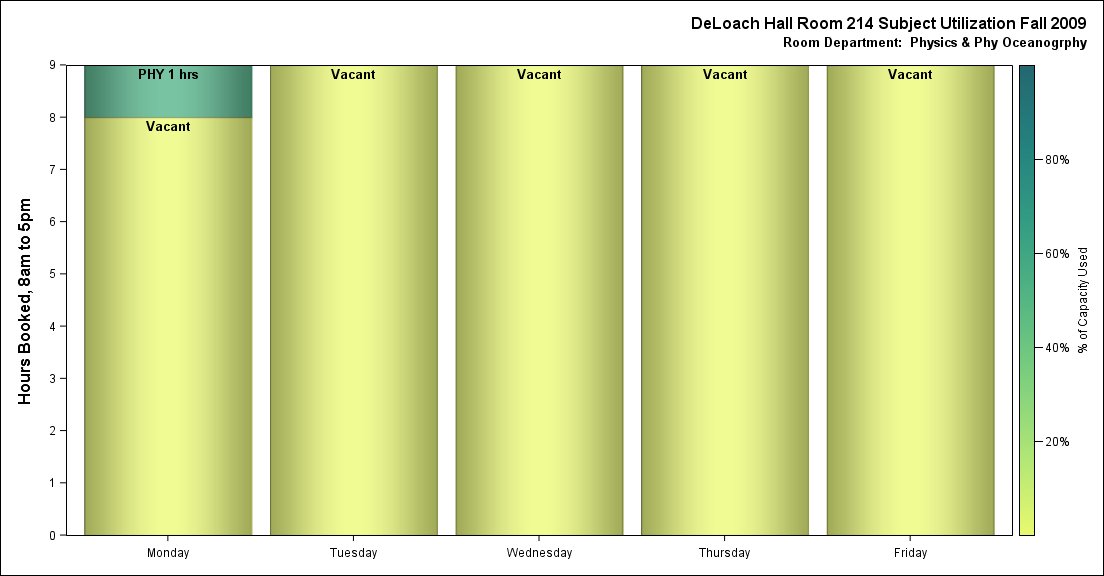 DeLoach Hall Room 214 Subject Utilization Fall 2009
Room Department:  Physics & Phy Oceanogrphy
9
8
7
6
5
4
3
2
1
0
Hours Booked, 8am to 5pm
PHY 1 hrs
Vacant
Vacant
Vacant
Vacant
Vacant
Monday
Tuesday
Wednesday
Thursday
Friday
80%
60%
40%
20%
% of Capacity Used